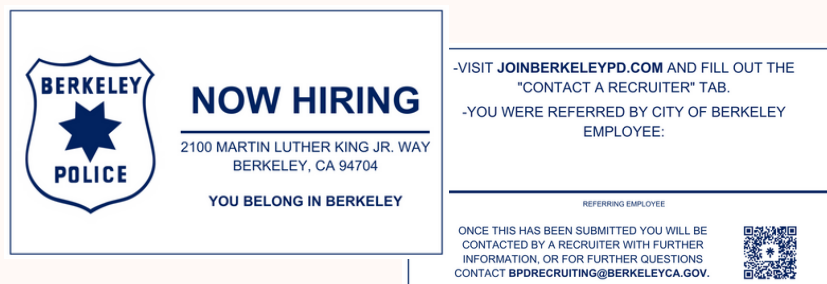 BERKELEY
POLICE
NOW HIRING
2100 MARTIN LUTHER KING JR. WAY
BERKELEY, CA 94704
YOU BELONG IN BERKELEY
-VISIT JOINBERKELEYPD.COM AND FILL OUT THE
"CONTACT A RECRUITER" TAB.
-YOU WERE REFERRED BY CITY OF BERKELEY
EMPLOYEE:
REFERRING EMPLOYEE
ONCE THIS HAS BEEN SUBMITTED YOU WILL BE
CONTACTED BY A RECRUITER WITH FURTHER
INFORMATION, OR FOR FURTHER QUESTIONS
CONTACT BPDRECRUITING@BERKELEYCA.GOV.